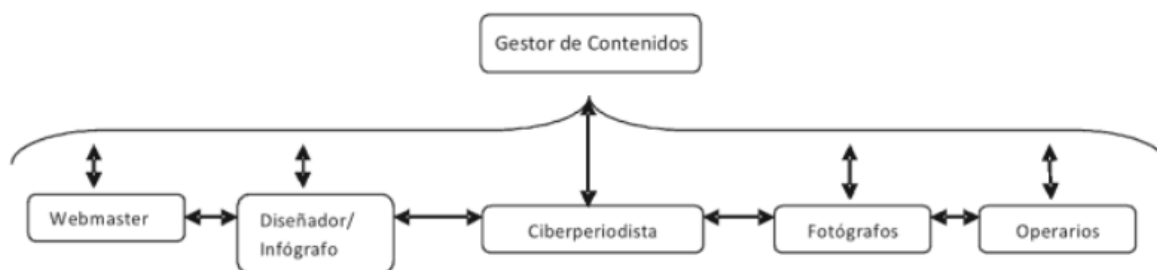 Gestor de Contenidos
Webmaster
Diseñador/
Infógrafo
Ciberperiodista
Fotógrafos
Operarios